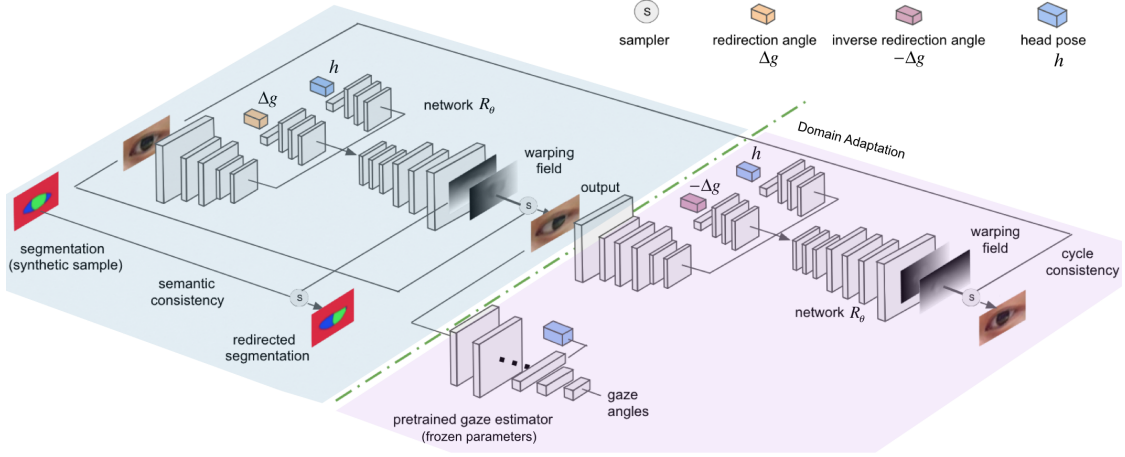 s
sampler
redirection angle
Δg
inverse redirection angle
−Δg
head pose
h
h
Δg
network R_θ
warping
field
s
output
segmentation
(synthetic sample)
semantic
consistency
s
redirected
segmentation
Domain Adaptation
h
−Δg
warping
field
s
cycle
consistency
network R_θ
gaze
angles
pretrained gaze estimator
(frozen parameters)